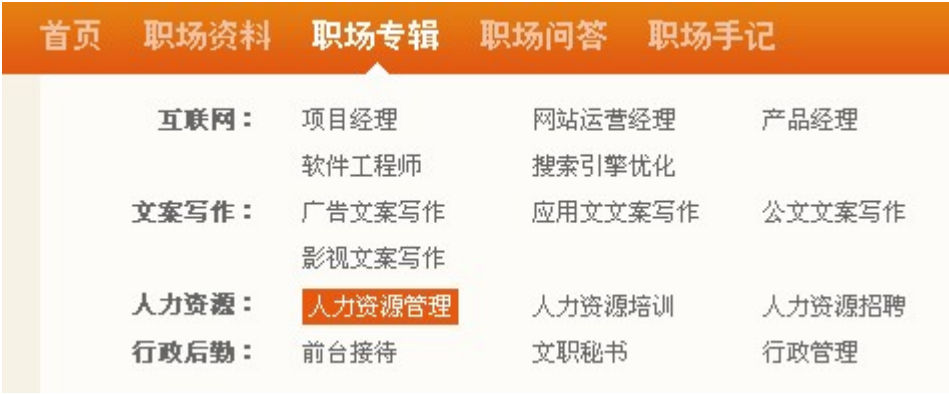 首页 职场资料 职场专辑 职场问答 职场手记
互联网： 项目经理 网站运营经理 产品经理
软件工程师 搜索引擎优化
文案写作： 广告文案写作 应用文文案写作 公文文案写作
影视文案写作
人力资源： 人力资源管理 人力资源培训 人力资源招聘
行政后勤： 前台接待 文职秘书 行政管理